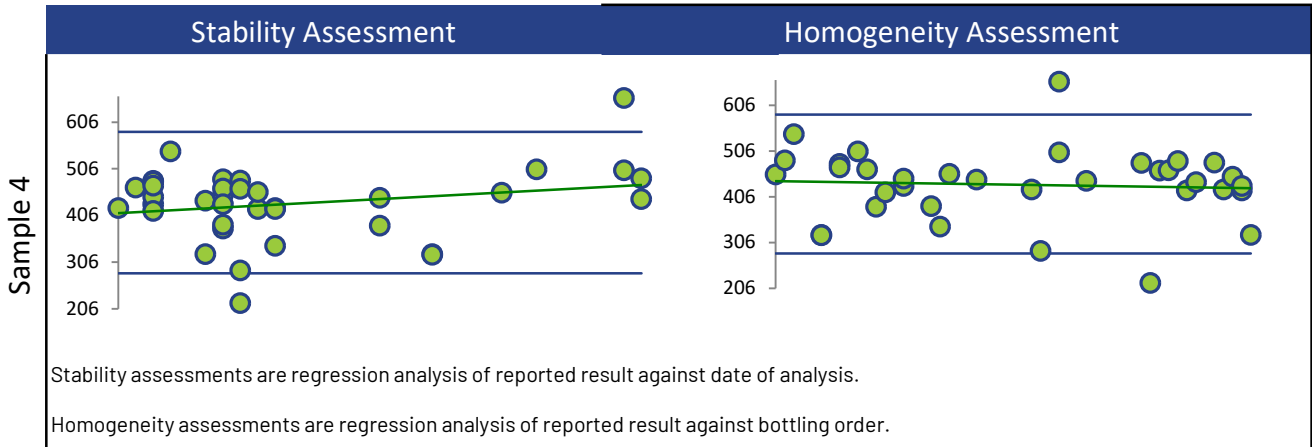 Stability Assessment
Homogeneity Assessment
Sample 4
606
506
406
306
206
606
506
406
306
206
Stability assessments are regression analysis of reported result against date of analysis.
Homogeneity assessments are regression analysis of reported result against bottling order.